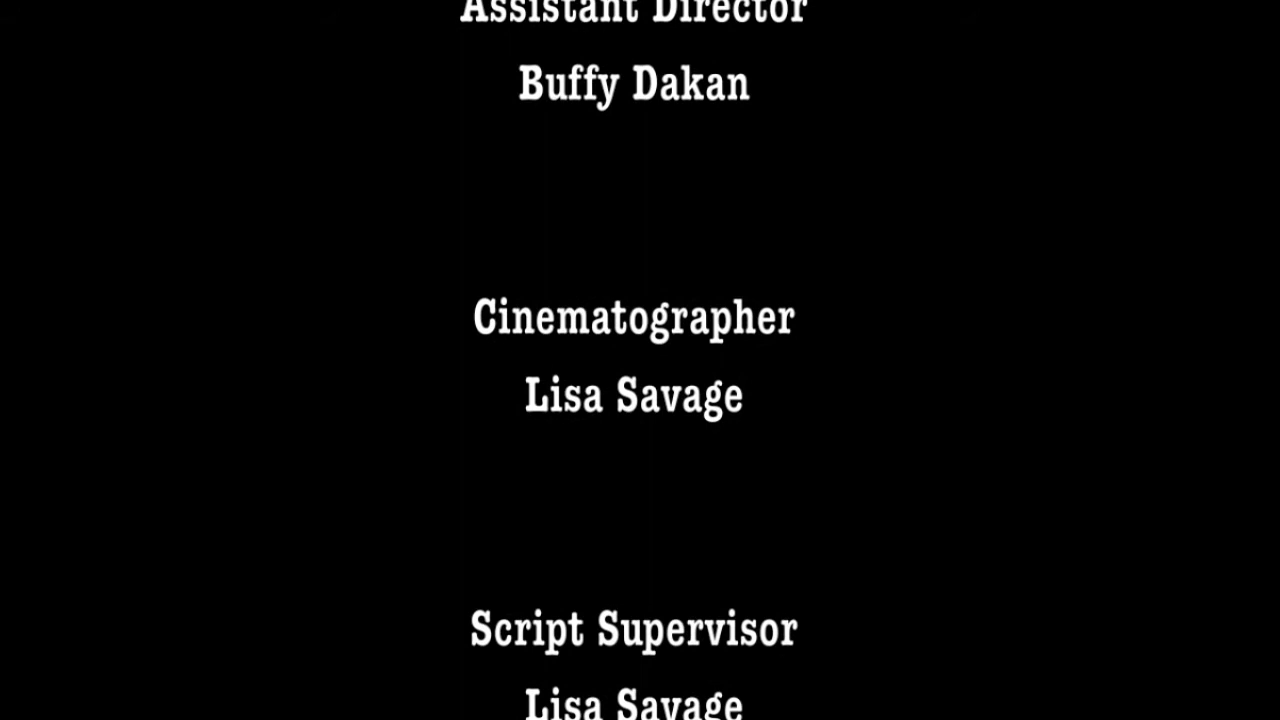 Assistant Director
Buffy Dakan
Cinematographer
Lisa Savage
Script Supervisor
Lisa Savage